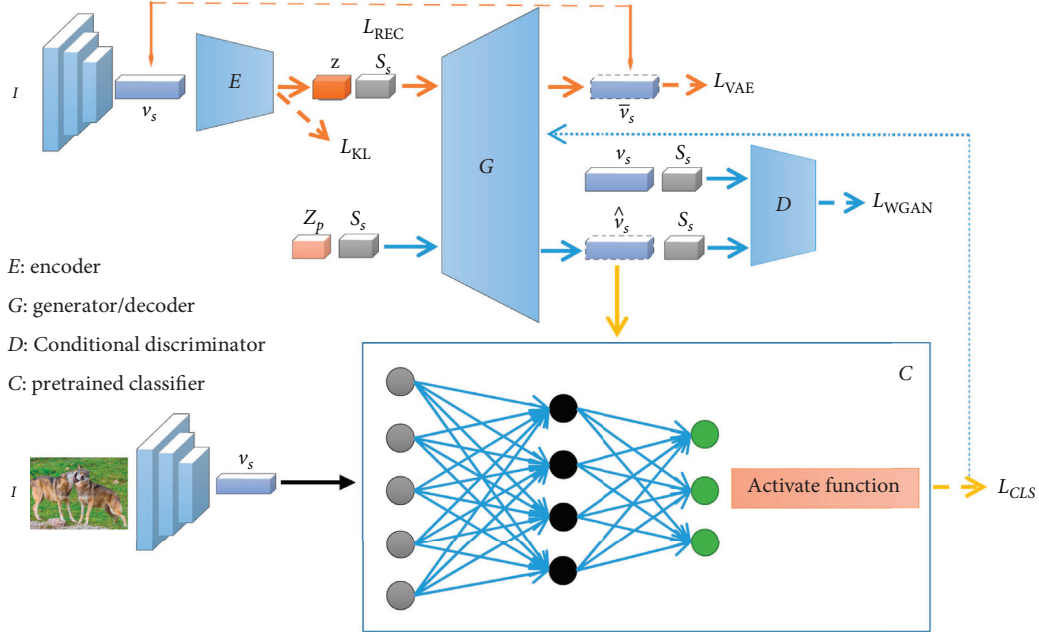 L_REC
I
v_s
E
z
S_s
L_KL
G
v̅_s
L_VAE
v_s
S_s
D
L_WGAN
Z_p
S_s
v̂_s
S_s
E: encoder
G: generator/decoder
D: Conditional discriminator
C: pretrained classifier
C
I
v_s
Activate function
L_CLS